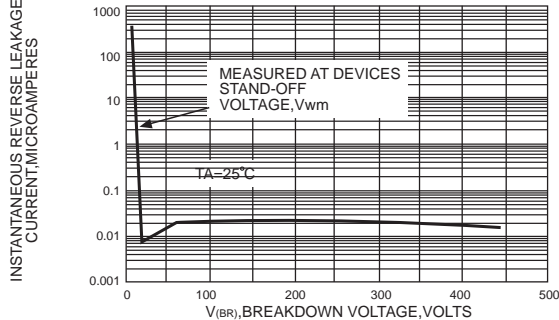 INSTANTANEOUS REVERSE LEAKAGE
CURRENT,MICROAMPERES
1000
100
10
1
0.1
0.01
0.001
MEASURED AT DEVICES
STAND-OFF
VOLTAGE,Vwm
TA–25°C
0 100 200 300 400 500
V(BR),BREAKDOWN VOLTAGE,VOLTS